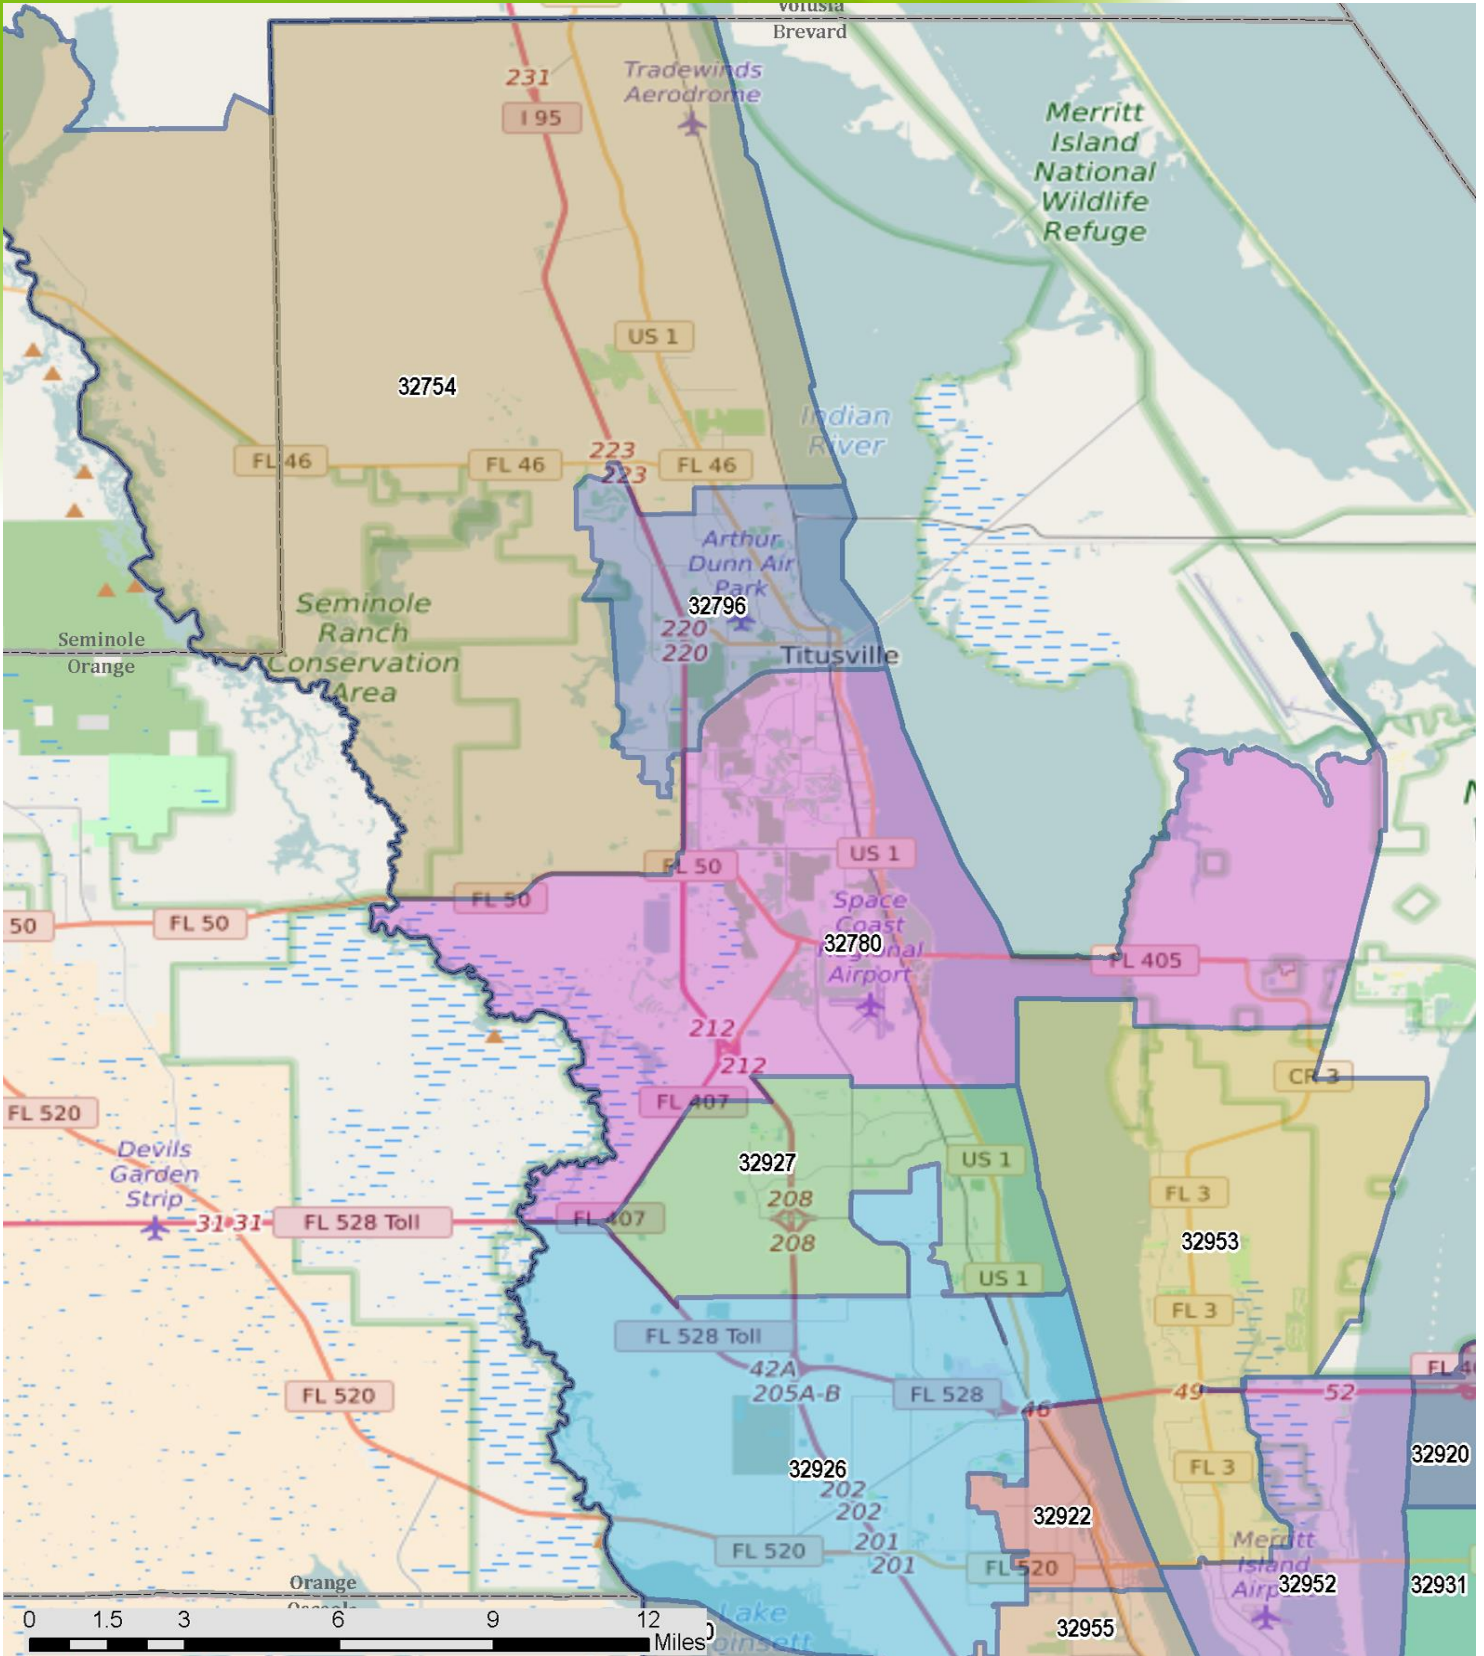 Volusia
Brevard
Tradewinds
Aerodrome
231
I 95
Merritt
Island
National
Wildlife
Refuge
US 1
32754
Indian
River
FL 46
FL 46
223
FL 46
223
Arthur
Dunn Air
Park
32796
Seminole
Ranch
Conservation
Area
220
220
Seminole
Orange
Titusville
FL 50
US 1
FL 50
Space
Coast
Regional
Airport
32780
50
FL 50
FL 405
212
212
CR 3
FL 407
FL 520
Devils
Garden
Strip
32927
US 1
208
FL 3
FL 407
31 31
FL 528 Toll
208
32953
US 1
FL 3
FL 528 Toll
42A
205A-B
FL 528
49
52
46
FL 520
32920
FL 3
32926
202
202
32922
201
201
FL 520
FL 520
Merritt
Island
32952
32931
Orange
0 1.5 3 6 9 12
Miles
Lake
32955